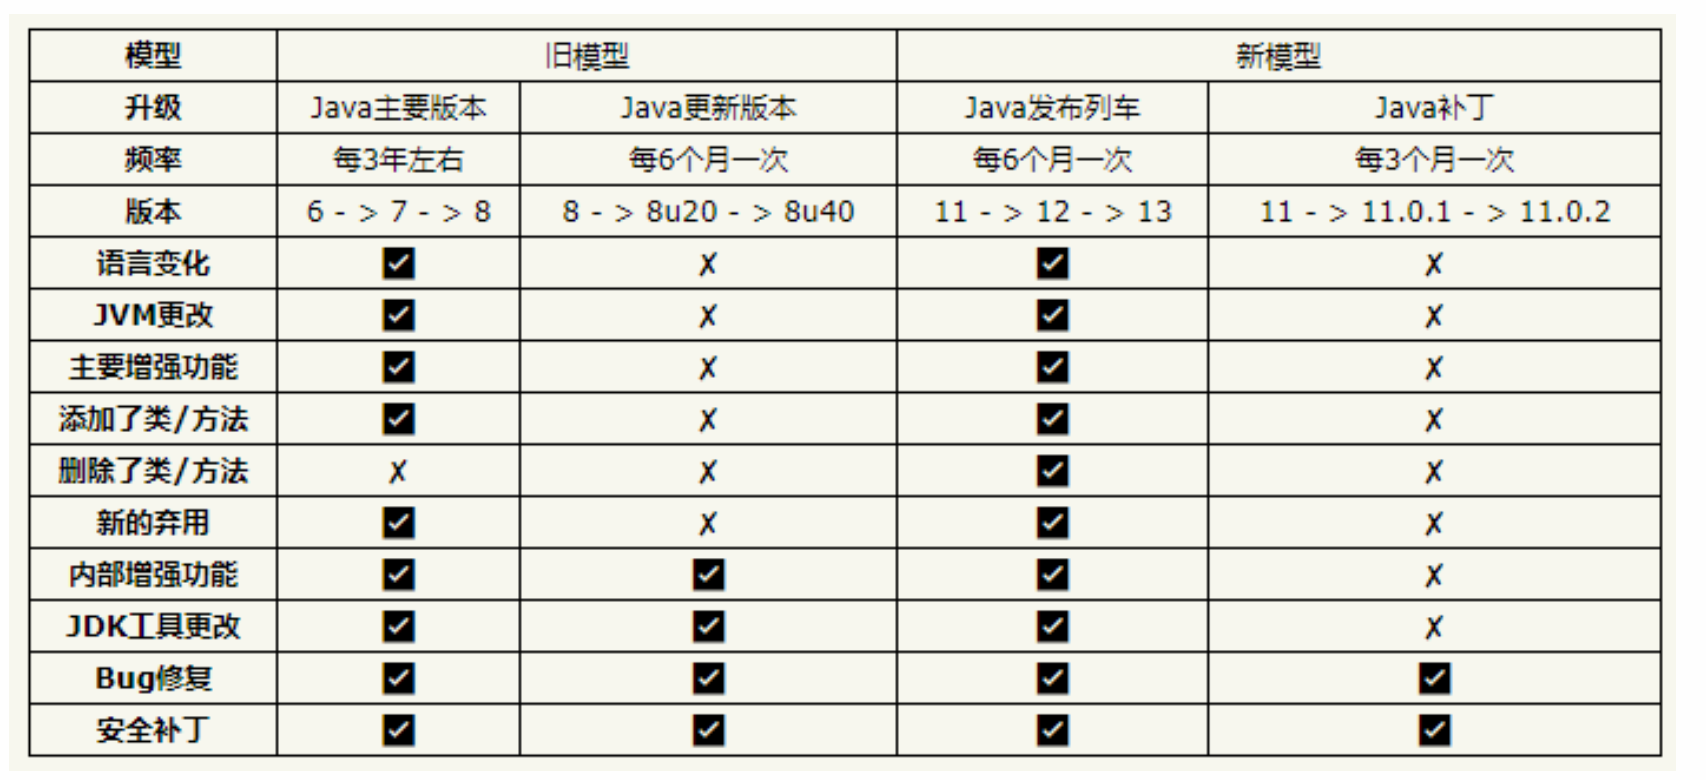 模型 旧模型 新模型
升级 Java主要版本 Java更新版本 Java发布列车 Java补丁
频率 每3年左右 每6个月一次 每6个月一次 每3个月一次
版本 6 - > 7 - > 8 8 - > 8u20 - > 8u40 11 - > 12 - > 13 11 - > 11.0.1 - > 11.0.2
语言变化 ✓ ✗ ✓ ✗
JVM更改 ✓ ✗ ✓ ✗
主要增强功能 ✓ ✗ ✓ ✗
添加了类/方法 ✓ ✗ ✓ ✗
删除了类/方法 ✗ ✗ ✓ ✗
新的弃用 ✓ ✗ ✓ ✗
内部增强功能 ✓ ✓ ✓ ✗
JDK工具更改 ✓ ✓ ✓ ✗
Bug修复 ✓ ✓ ✓ ✓
安全补丁 ✓ ✓ ✓ ✓